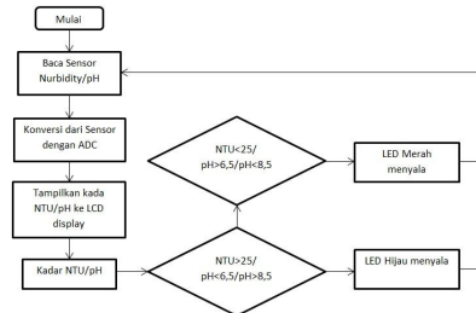 Mulai
Baca Sensor
Nurbidity/pH
Konversi dari Sensor
dengan ADC
Tampilkan kada
NTU/pH ke LCD
display
Kadar NTU/pH
NTU>25/
pH<6,5/pH>8,5
LED Hijau menyala
NTU<25/
pH>6,5/pH<8,5
LED Merah
menyala